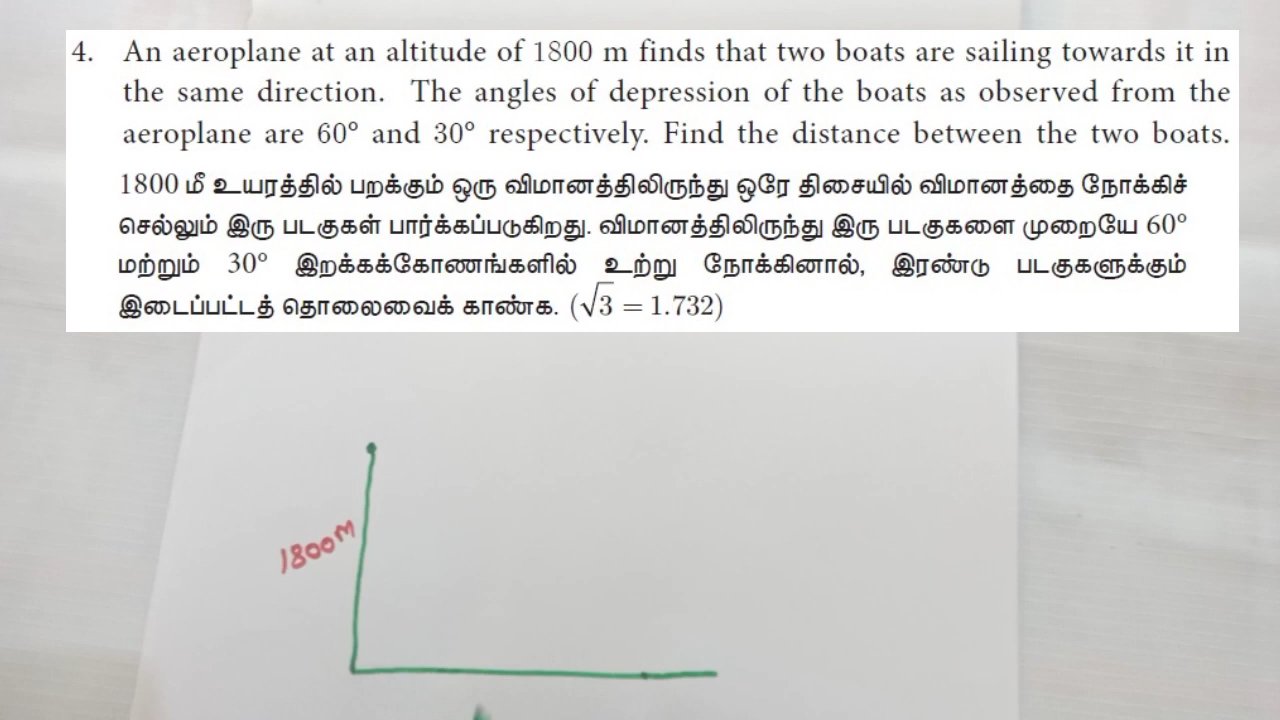 4. An aeroplane at an altitude of 1800 m finds that two boats are sailing towards it in
the same direction. The angles of depression of the boats as observed from the
aeroplane are 60° and 30° respectively. Find the distance between the two boats.
1800 மீ உயரத்தில் பறக்கும் ஒரு விமானத்திலிருந்து ஒரே திசையில் விமானத்தை நோக்கிச்
செல்லும் இரு படகுகள் பார்க்கப்படுகிறது. விமானத்திலிருந்து இரு படகுகளை முறையே 60°
மற்றும் 30° இறக்கக்கோணங்களில் உற்று நோக்கினால், இரண்டு படகுகளுக்கும்
இடைப்பட்டத் தொலைவைக் காண்க. (√3 = 1.732)
1800M